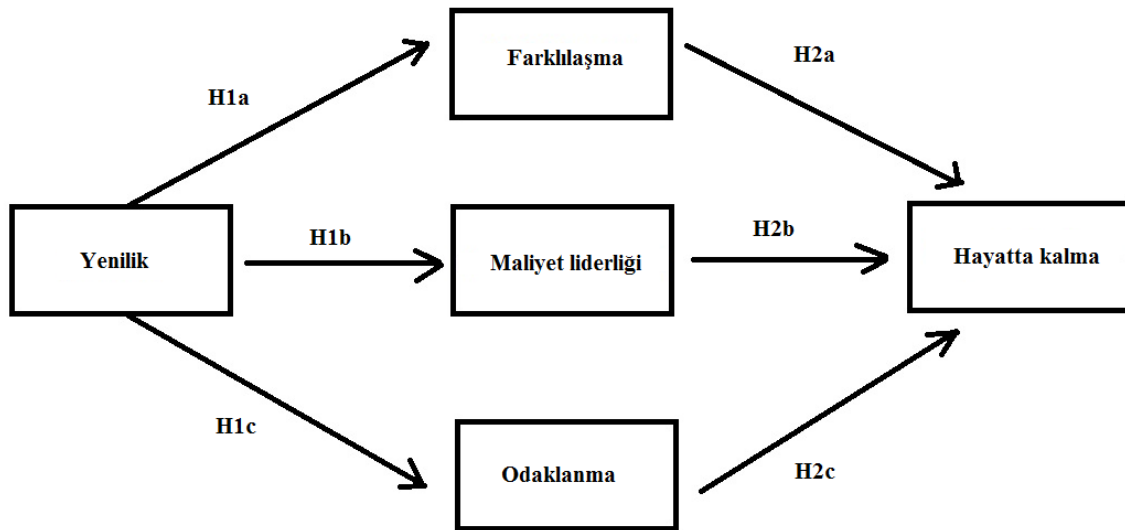 Farklılaşma
H2a
H1a
Yenilik
H1b
Maliyet liderliği
H2b
Hayatta kalma
H1c
Odaklanma
H2c